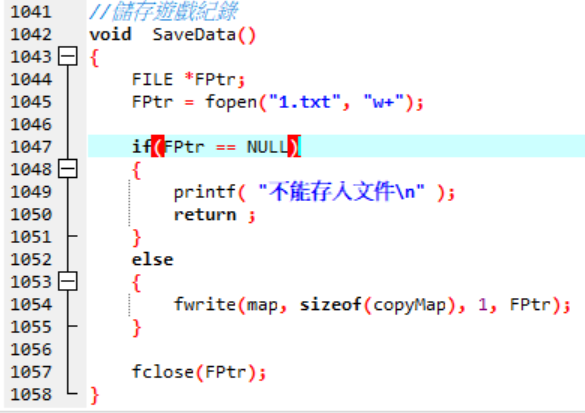 1041 //儲存遊戲紀錄
1042 void  SaveData()
1043 {
1044     FILE *FPtr;
1045     FPtr = fopen("1.txt", "w+");
1046
1047     if(FPtr == NULL)
1048     {
1049         printf( "不能存入文件\n" );
1050         return ;
1051     }
1052     else
1053     {
1054         fwrite(map, sizeof(copyMap), 1, FPtr);
1055     }
1056
1057     fclose(FPtr);
1058 }